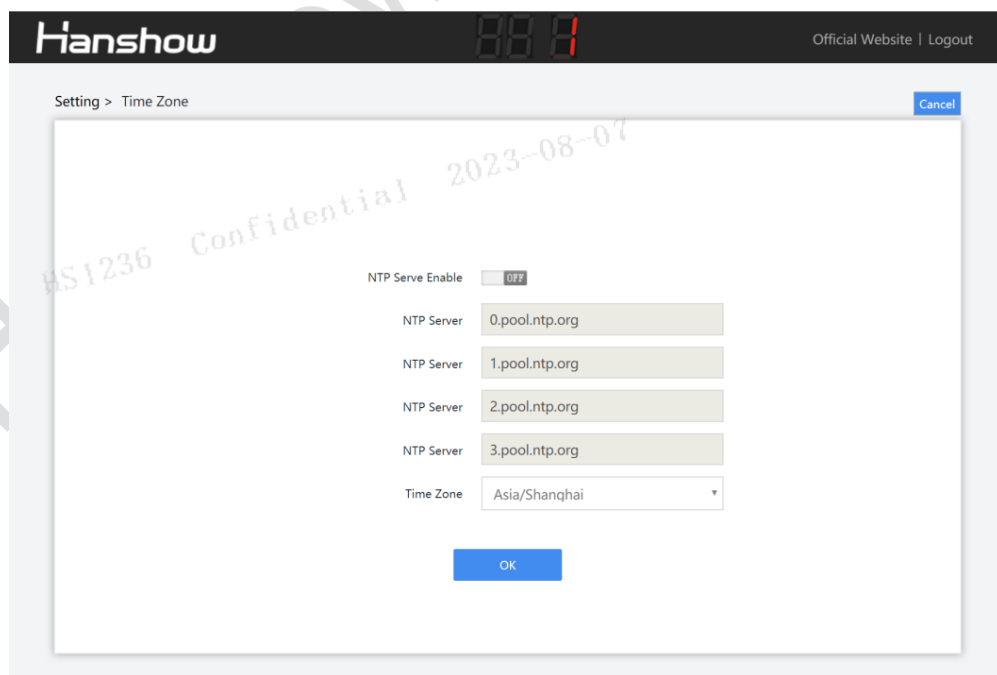 Hanshow
1
Official Website | Logout
Setting > Time Zone
Cancel
HS1236 Confidential 2023-08-07
NTP Serve Enable
OFF
NTP Server
0.pool.ntp.org
NTP Server
1.pool.ntp.org
NTP Server
2.pool.ntp.org
NTP Server
3.pool.ntp.org
Time Zone
Asia/Shanghai
OK